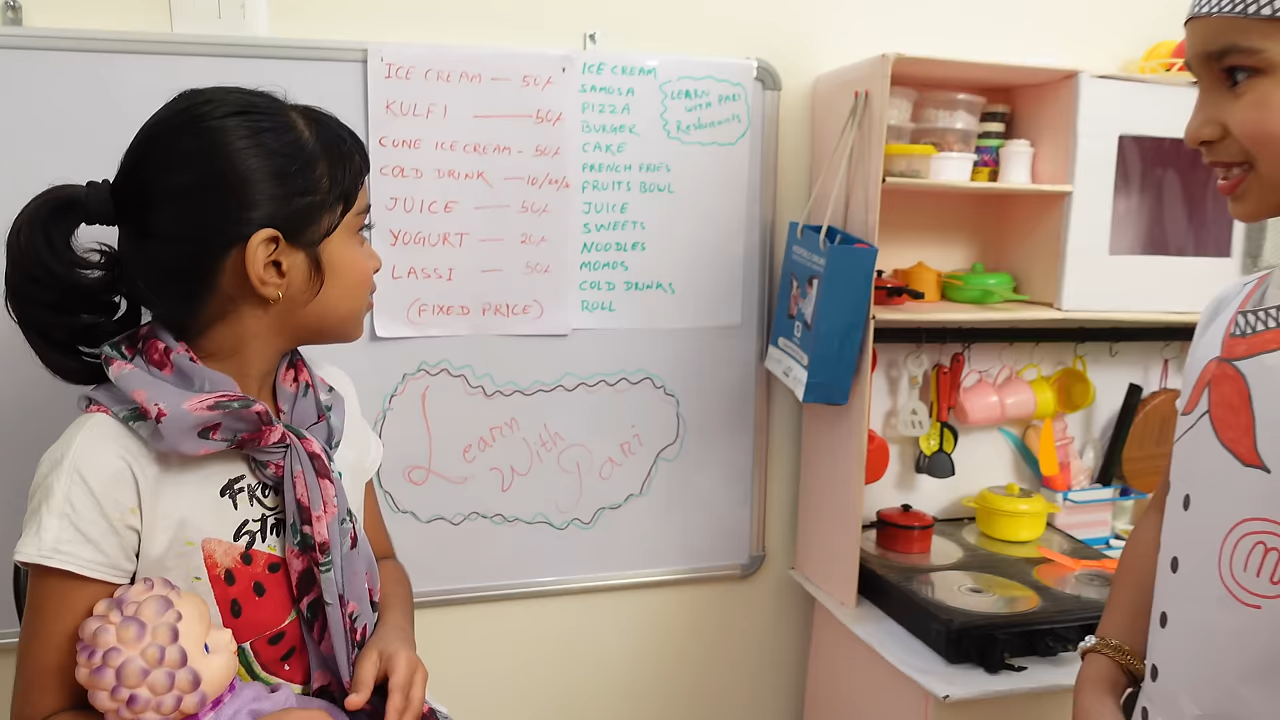 ICE CREAM — 50/-
KULFI — 50/-
CONE ICE CREAM - 50/-
COLD DRINK — 10/20/-
JUICE — 50/-
YOGURT — 20/-
LASSI — 50/-
(FIXED PRICE)
ICE CREAM
SAMOSA
PIZZA
BURGER
CAKE
FRENCH FRIES
FRUITS BOWL
JUICE
SWEETS
NOODLES
MOMOS
COLD DRINKS
ROLL
LEARN
WITH PARI
Restaurants
Learn
With
Pari
m